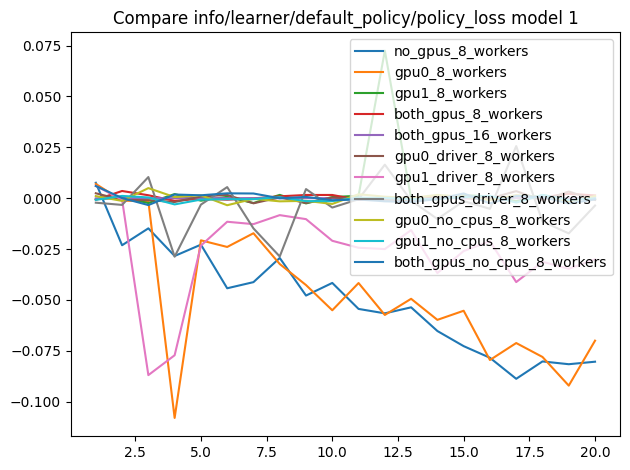 Compare info/learner/default_policy/policy_loss model 1
0.075
0.050
0.025
0.000
−0.025
−0.050
−0.075
−0.100
no_gpus_8_workers
gpu0_8_workers
gpu1_8_workers
both_gpus_8_workers
both_gpus_16_workers
gpu0_driver_8_workers
gpu1_driver_8_workers
both_gpus_driver_8_workers
gpu0_no_cpus_8_workers
gpu1_no_cpus_8_workers
both_gpus_no_cpus_8_workers
2.5 5.0 7.5 10.0 12.5 15.0 17.5 20.0